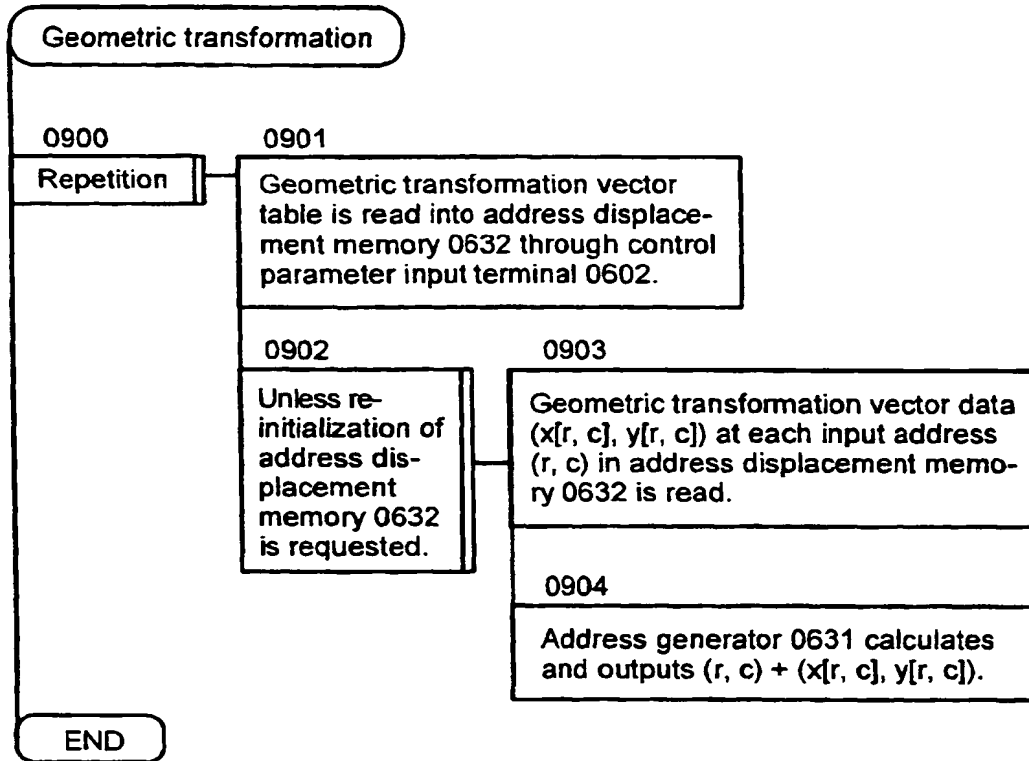 Geometric transformation
0900
Repetition
0901
Geometric transformation vector
table is read into address displace-
ment memory 0632 through control
parameter input terminal 0602.
0902
Unless re-
initialization of
address dis-
placement
memory 0632
is requested.
0903
Geometric transformation vector data
(x[r, c], y[r, c]) at each input address
(r, c) in address displacement memo-
ry 0632 is read.
0904
Address generator 0631 calculates
and outputs (r, c) + (x[r, c], y[r, c]).
END